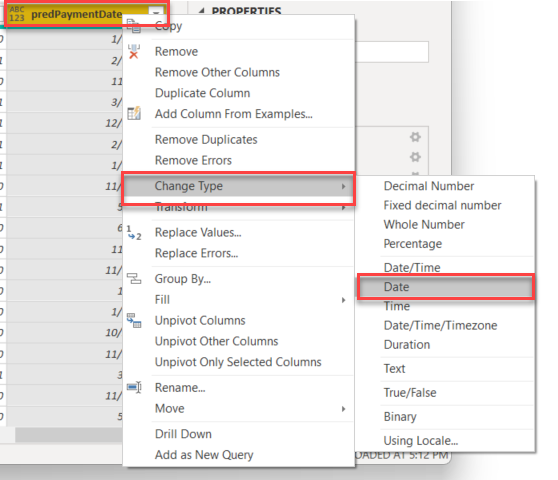 ABC
123 predPaymentDate
PROPERTIES
Copy
Remove
Remove Other Columns
Duplicate Column
Add Column From Examples...
Remove Duplicates
Remove Errors
Change Type
Transform
Replace Values...
Replace Errors...
Group By...
Fill
Unpivot Columns
Unpivot Other Columns
Unpivot Only Selected Columns
Rename...
Move
Drill Down
Add as New Query
Decimal Number
Fixed decimal number
Whole Number
Percentage
Date/Time
Date
Time
Date/Time/Timezone
Duration
Text
True/False
Binary
Using Locale...
1/
2/
11
3/
12/
2/
1/
11/
5
6
11
11/
1
1/
10/
11/
3
11/
5
AT 5:12 PM